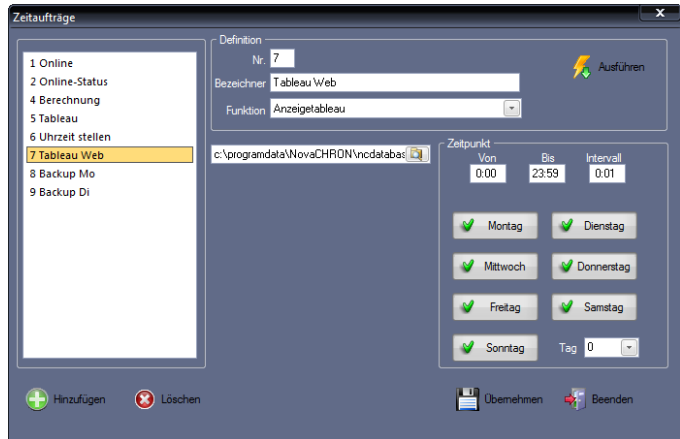 Zeitaufträge
x
1 Online
2 Online-Status
4 Berechnung
5 Tableau
6 Uhrzeit stellen
7 Tableau Web
8 Backup Mo
9 Backup Di
Definition
Nr. 7
Bezeichner Tableau Web
Funktion Anzeigetableau
Ausführen
c:\programdata\NovaCHRON\ncdatabas
Zeitpunkt
Von Bis Intervall
0:00 23:59 0:01
Montag Dienstag
Mittwoch Donnerstag
Freitag Samstag
Sonntag Tag 0
Hinzufügen Löschen Übernehmen Beenden